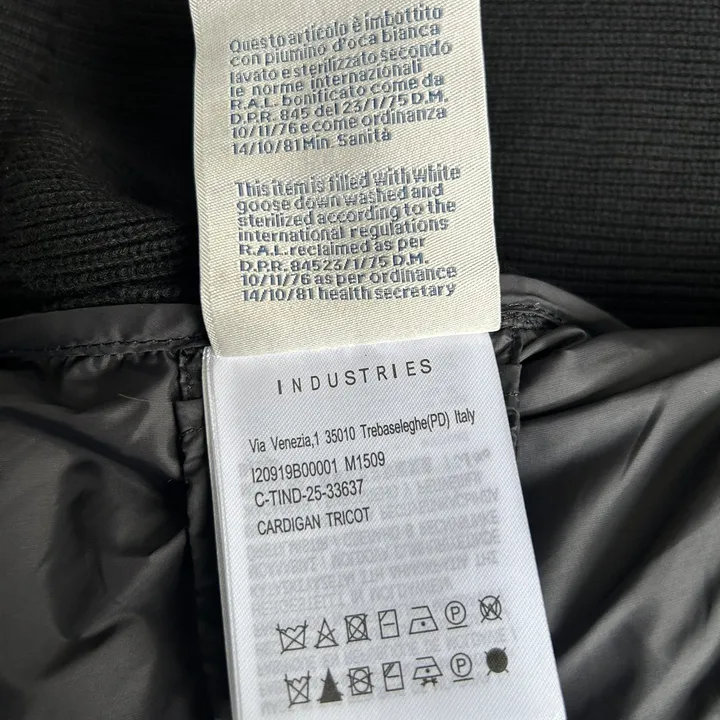 Questo articolo è imbottito
con piumino d'oca bianca
lavato e sterilizzato secondo
le norme internazionali
R.A.L. bonificato come da
D.P.R. 845 del 23/1/75 D.M.
10/11/76 e come ordinanza
14/10/81 Min. Sanità
This item is filled with white
goose down washed and
sterilized according to the
international regulations
R.A.L. reclaimed as per
D.P.R. 84523/1/75 D.M.
10/11/76 as per ordinance
14/10/81 health secretary
INDUSTRIES
Via Venezia,1 35010 Trebaseleghe(PD) Italy
I20919B00001 M1509
C-TIND-25-33637
CARDIGAN TRICOT
P
P